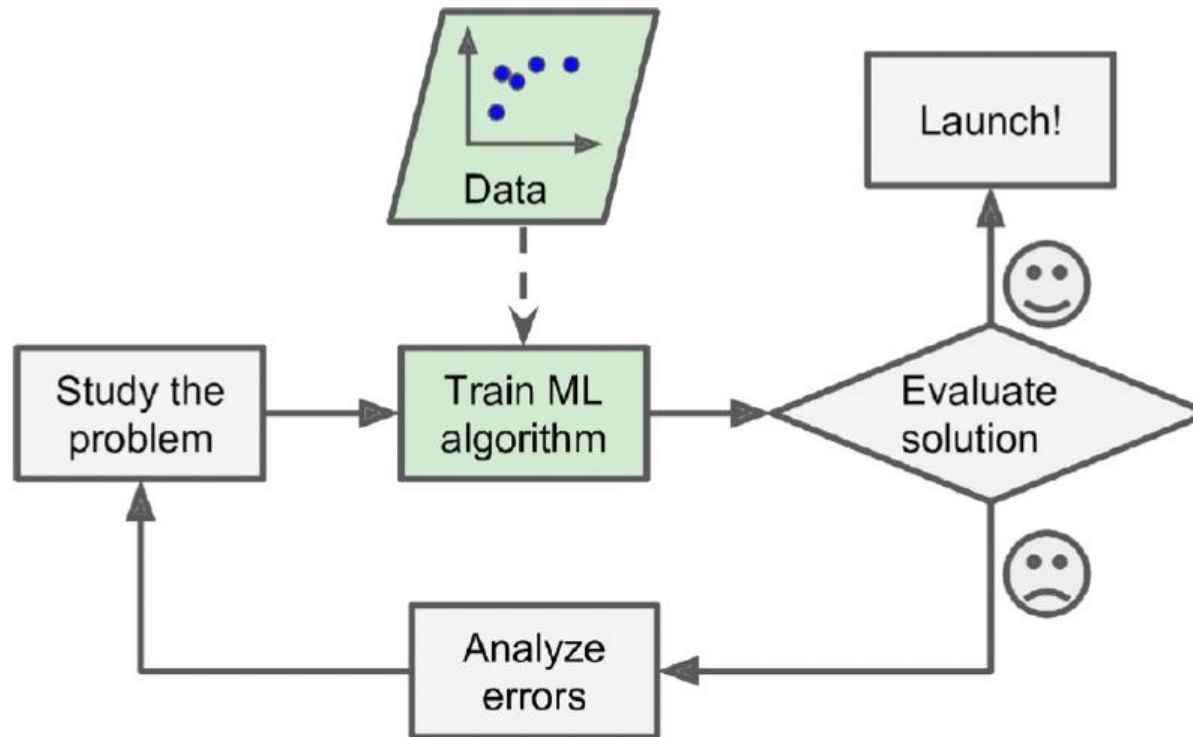 Data
Launch!
Study the
problem
Train ML
algorithm
Evaluate
solution
Analyze
errors